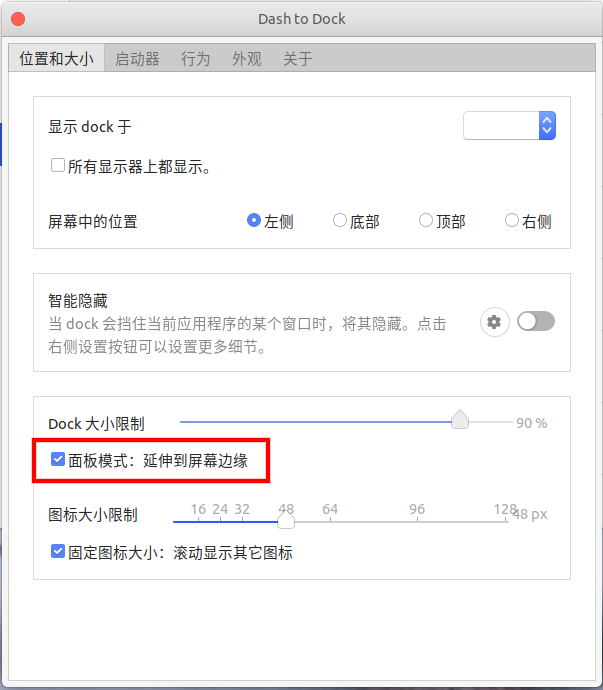 Dash to Dock
位置和大小 启动器 行为 外观 关于
显示 dock 于
所有显示器上都显示。
屏幕中的位置 左侧 底部 顶部 右侧
智能隐藏
当 dock 会挡住当前应用程序的某个窗口时，将其隐藏。点击
右侧设置按钮可以设置更多细节。
Dock 大小限制 90 %
面板模式：延伸到屏幕边缘
16 24 32 48 64 96 128
图标大小限制 48 px
固定图标大小：滚动显示其它图标